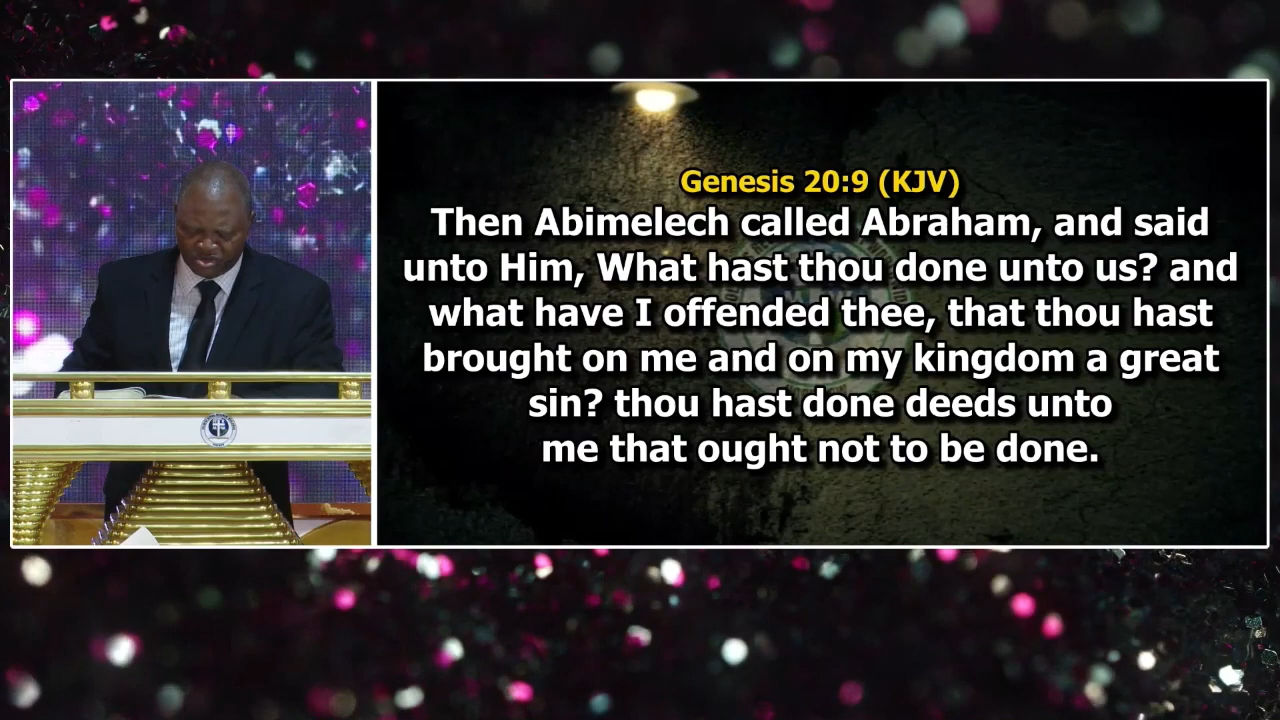 Genesis 20:9 (KJV)
Then Abimelech called Abraham, and said
unto Him, What hast thou done unto us? and
what have I offended thee, that thou hast
brought on me and on my kingdom a great
sin? thou hast done deeds unto
me that ought not to be done.